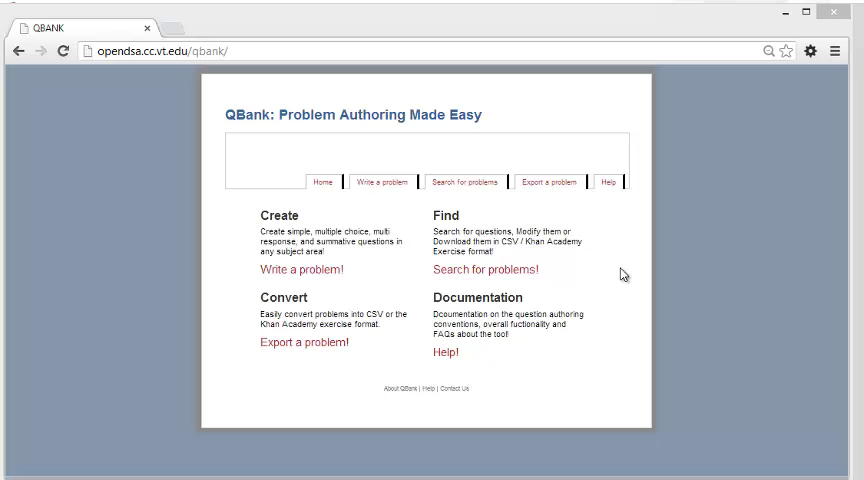 QBANK
opendsa.cc.vt.edu/qbank/
QBank: Problem Authoring Made Easy
Home Write a problem Search for problems Export a problem Help
Create
Create simple, multiple choice, multi
response, and summative questions in
any subject area!
Write a problem!
Find
Search for questions, Modify them or
Download them in CSV / Khan Academy
Exercise format!
Search for problems!
Convert
Easily convert problems into CSV or the
Khan Academy exercise format.
Export a problem!
Documentation
Dcoumentation on the question authoring
conventions, overall fuctionality and
FAQs about the tool!
Help!
About QBank | Help | Contact Us